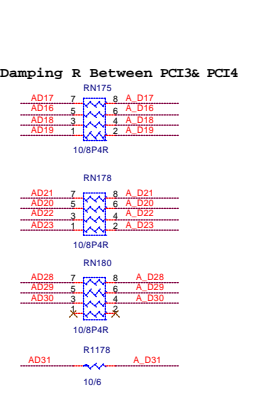 Damping R Between PCI3& PCI4
RN175
AD17 7 8 A_D17
AD16 5 6 A_D16
AD18 3 4 A_D18
AD19 1 2 A_D19
10/8P4R
RN178
AD21 7 8 A_D21
AD20 5 6 A_D20
AD22 3 4 A_D22
AD23 1 2 A_D23
10/8P4R
RN180
AD28 7 8 A_D28
AD29 5 6 A_D29
AD30 3 4 A_D30
1 2
10/8P4R
R1178
AD31 A_D31
10/6